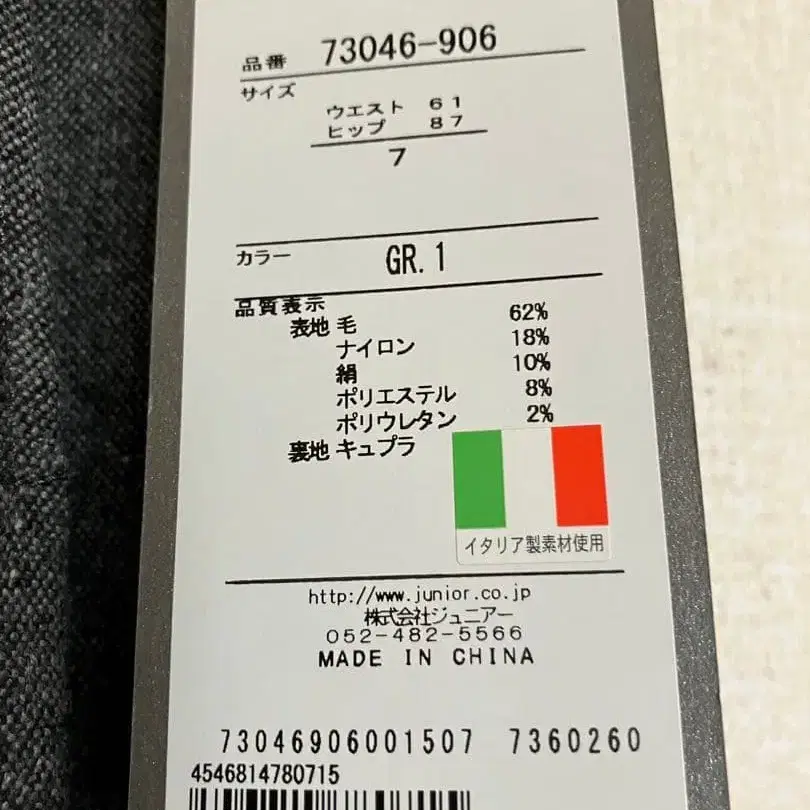 品番 73046-906
サイズ
ウエスト 61
ヒップ 87
7
カラー GR.1
品質表示
表地 毛 62%
ナイロン 18%
絹 10%
ポリエステル 8%
ポリウレタン 2%
裏地 キュプラ
イタリア製素材使用
http://www.junior.co.jp
株式会社ジュニアー
052-482-5566
MADE IN CHINA
73046906001507 7360260
4546814780715